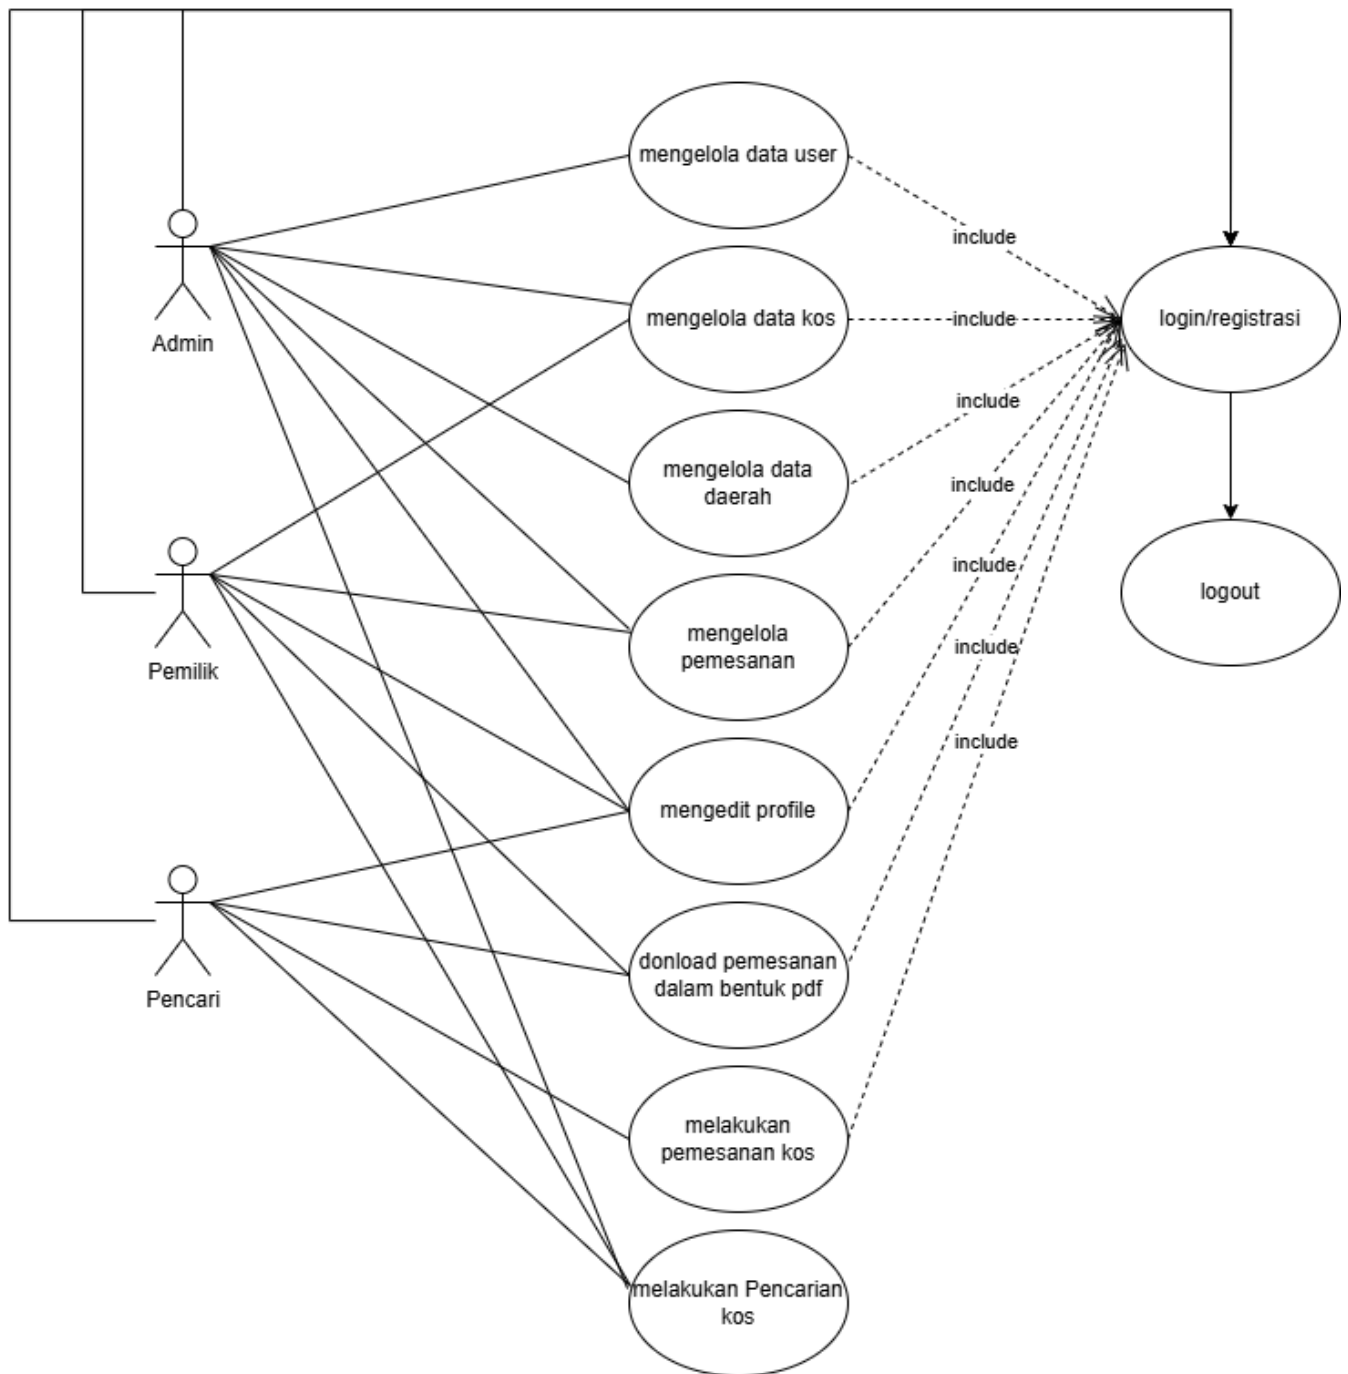 mengelola data user
include
mengelola data kos
include
login/registrasi
Admin
include
mengelola data
daerah
include
include
logout
mengelola
pemesanan
include
Pemilik
include
mengedit profile
donload pemesanan
dalam bentuk pdf
Pencari
melakukan
pemesanan kos
melakukan Pencarian
kos